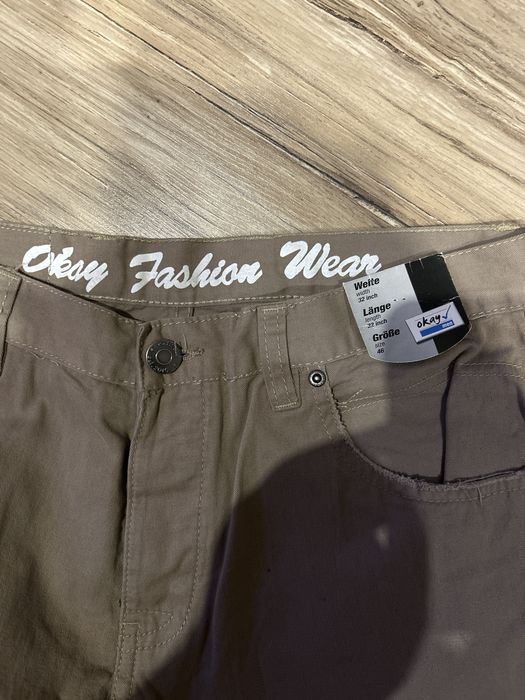 Okay Fashion Wear
Weite
width
32 inch
Länge
length
32 inch
Größe
size
46
okay